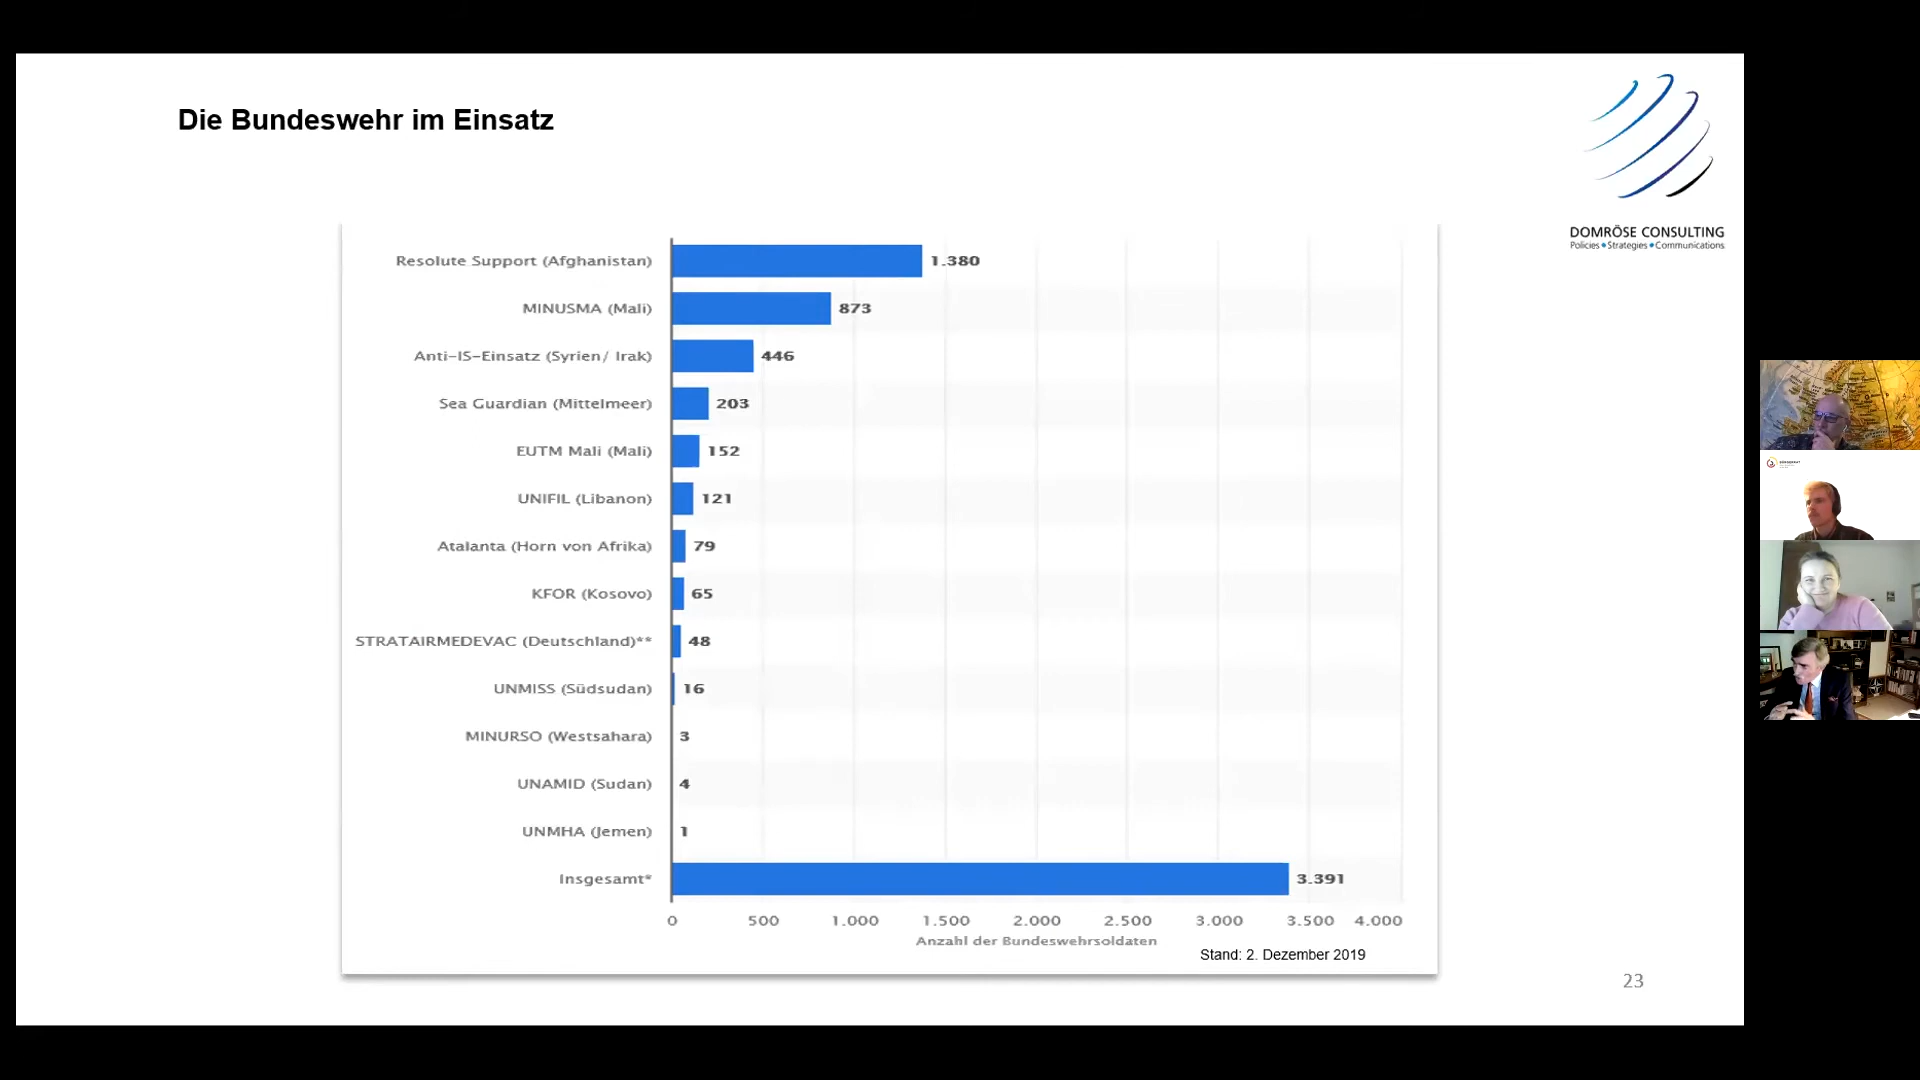 Die Bundeswehr im Einsatz
DOMRÖSE CONSULTING
Policies • Strategies • Communications
Resolute Support (Afghanistan) 1.380
MINUSMA (Mali) 873
Anti-IS-Einsatz (Syrien/ Irak) 446
Sea Guardian (Mittelmeer) 203
EUTM Mali (Mali) 152
UNIFIL (Libanon) 121
Atalanta (Horn von Afrika) 79
KFOR (Kosovo) 65
STRATAIRMEDEVAC (Deutschland)** 48
UNMISS (Südsudan) 16
MINURSO (Westsahara) 3
UNAMID (Sudan) 4
UNMHA (Jemen) 1
Insgesamt* 3.391
0 500 1.000 1.500 2.000 2.500 3.000 3.500 4.000
Anzahl der Bundeswehrsoldaten
Stand: 2. Dezember 2019
23